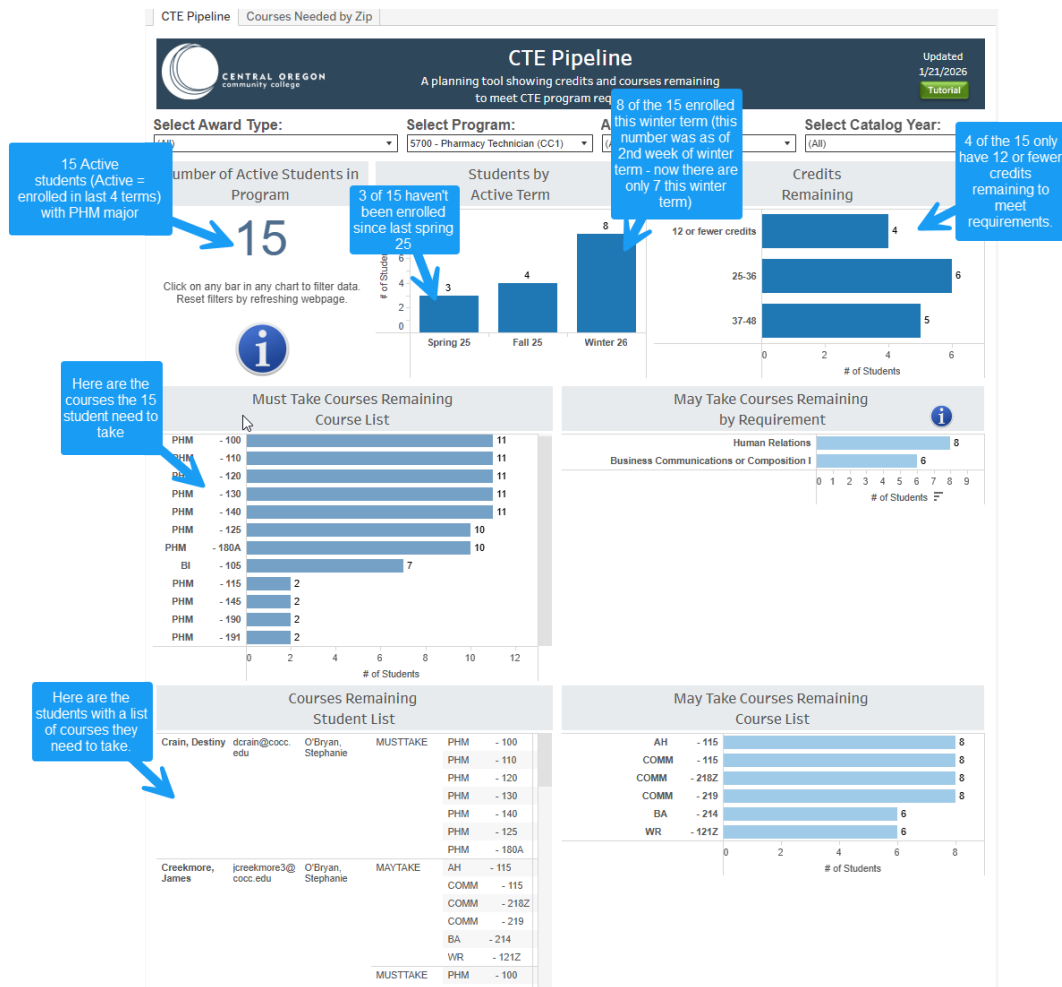 CTE Pipeline
Courses Needed by Zip
CENTRAL OREGON
community college
CTE Pipeline
A planning tool showing credits and courses remaining
to meet CTE program req
Updated
1/21/2026
Tutorial
Select Award Type:
Select Program:
5700 - Pharmacy Technician (CC1)
Select Catalog Year:
(All)
15 Active
students (Active =
enrolled in last 4 terms)
with PHM major
3 of 15 haven't
been enrolled
since last spring
25
8 of the 15 enrolled
this winter term (this
number was as of
2nd week of winter
term - now there are
only 7 this winter
term)
4 of the 15 only
have 12 or fewer
credits
remaining to
meet
requirements.
Number of Active Students in
Program
15
Click on any bar in any chart to filter data.
Reset filters by refreshing webpage.
i
Students by
Active Term
# of Students
6
4
2
0
3
4
8
Spring 25
Fall 25
Winter 26
Credits
Remaining
12 or fewer credits
4
25-36
6
37-48
5
0 2 4 6
# of Students
Here are the
courses the 15
student need to
take
Must Take Courses Remaining
Course List
PHM - 100 11
PHM - 110 11
PHM - 120 11
PHM - 130 11
PHM - 140 11
PHM - 125 10
PHM - 180A 10
BI - 105 7
PHM - 115 2
PHM - 145 2
PHM - 190 2
PHM - 191 2
0 2 4 6 8 10 12
# of Students
May Take Courses Remaining
by Requirement
i
Human Relations 8
Business Communications or Composition I 6
0 1 2 3 4 5 6 7 8 9
# of Students
Here are the
students with a list
of courses they
need to take.
Courses Remaining
Student List
Crain, Destiny dcrain@cocc. O'Bryan, MUSTTAKE PHM - 100
edu Stephanie PHM - 110
PHM - 120
PHM - 130
PHM - 140
PHM - 125
PHM - 180A
Creekmore, jcreekmore3@ O'Bryan, MAYTAKE AH - 115
James cocc.edu Stephanie COMM - 115
COMM - 218Z
COMM - 219
BA - 214
WR - 121Z
MUSTTAKE PHM - 100
May Take Courses Remaining
Course List
AH - 115 8
COMM - 115 8
COMM - 218Z 8
COMM - 219 8
BA - 214 6
WR - 121Z 6
0 2 4 6 8
# of Students